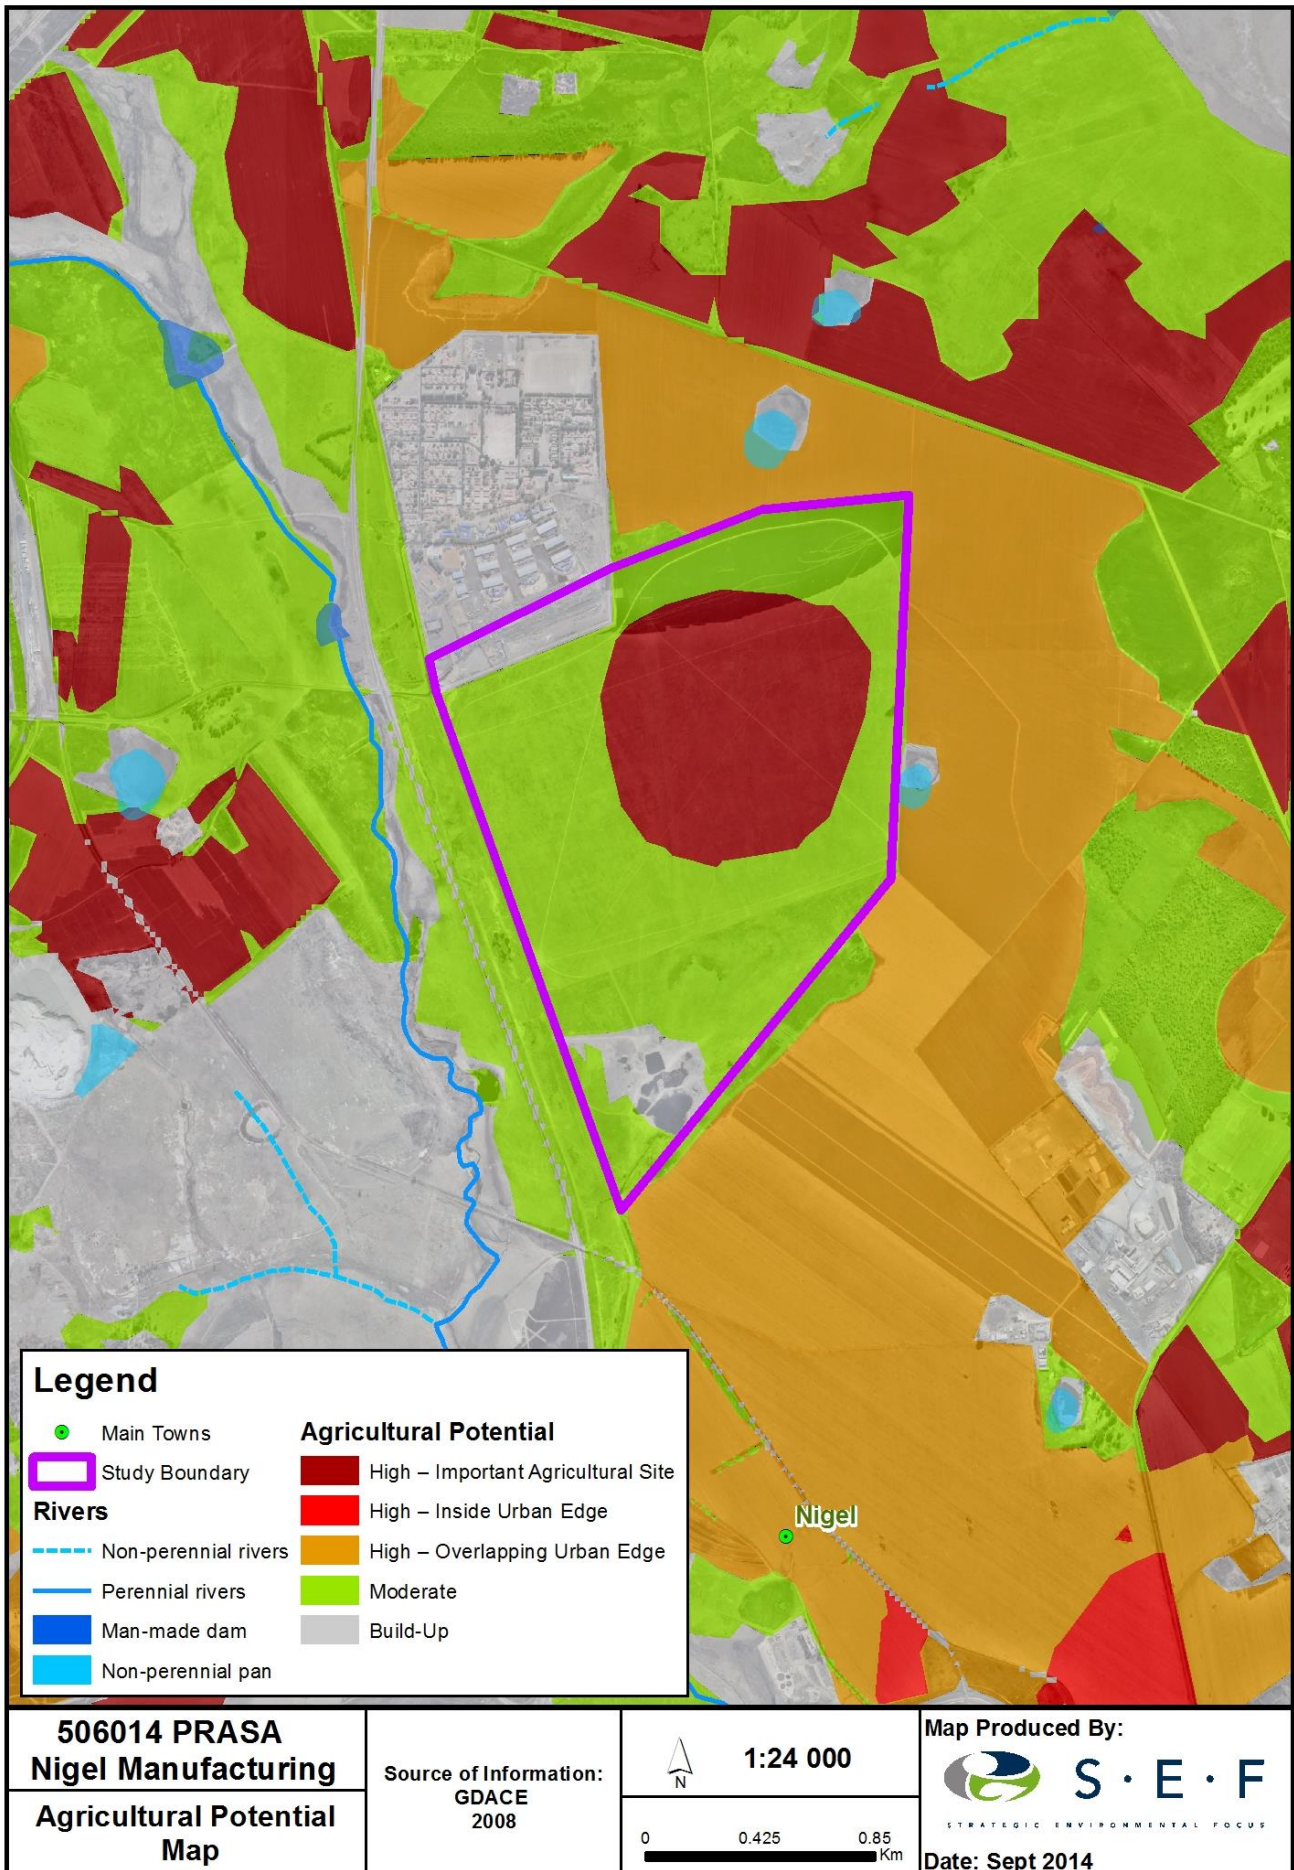 Nigel
Legend
Main Towns
Study Boundary
Rivers
Non-perennial rivers
Perennial rivers
Man-made dam
Non-perennial pan
Agricultural Potential
High – Important Agricultural Site
High – Inside Urban Edge
High – Overlapping Urban Edge
Moderate
Build-Up
506014 PRASA
Nigel Manufacturing
Agricultural Potential
Map
Source of Information:
GDACE
2008
N
1:24 000
0 0.425 0.85
Km
Map Produced By:
S·E·F
STRATEGIC ENVIRONMENTAL FOCUS
Date: Sept 2014